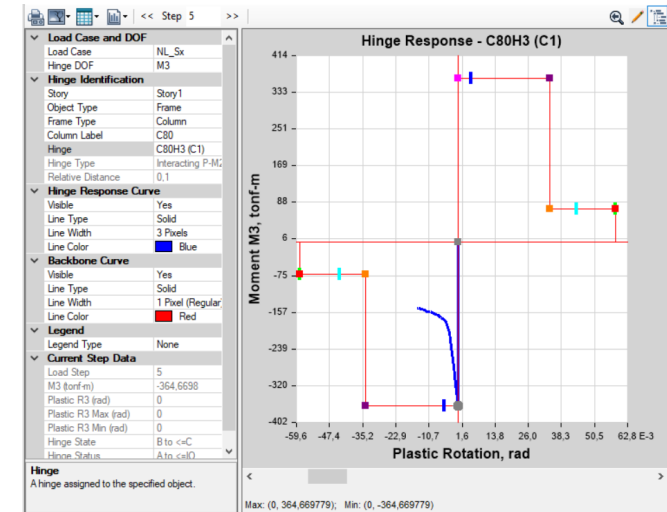 << Step 5 >>
Load Case and DOF
Load Case NL_Sx
Hinge DOF M3
Hinge Identification
Story Story1
Object Type Frame
Frame Type Column
Column Label C80
Hinge C80H3 (C1)
Hinge Type Interacting P-M2
Relative Distance 0,1
Hinge Response Curve
Visible Yes
Line Type Solid
Line Width 3 Pixels
Line Color Blue
Backbone Curve
Visible Yes
Line Type Solid
Line Width 1 Pixel (Regular)
Line Color Red
Legend
Legend Type None
Current Step Data
Load Step 5
M3 (tonf-m) -364,6698
Plastic R3 (rad) 0
Plastic R3 Max (rad) 0
Plastic R3 Min (rad) 0
Hinge State B to <=C
Hinge Status A to <=IO
Hinge
A hinge assigned to the specified object.
Hinge Response - C80H3 (C1)
Moment M3, tonf-m
414
333
251
169
88
6
-75
-157
-239
-320
-402
-59,6 -47,4 -35,2 -22,9 -10,7 1,6 13,8 26,0 38,3 50,5 62,8 E-3
Plastic Rotation, rad
Max: (0, 364,669779); Min: (0, -364,669779)